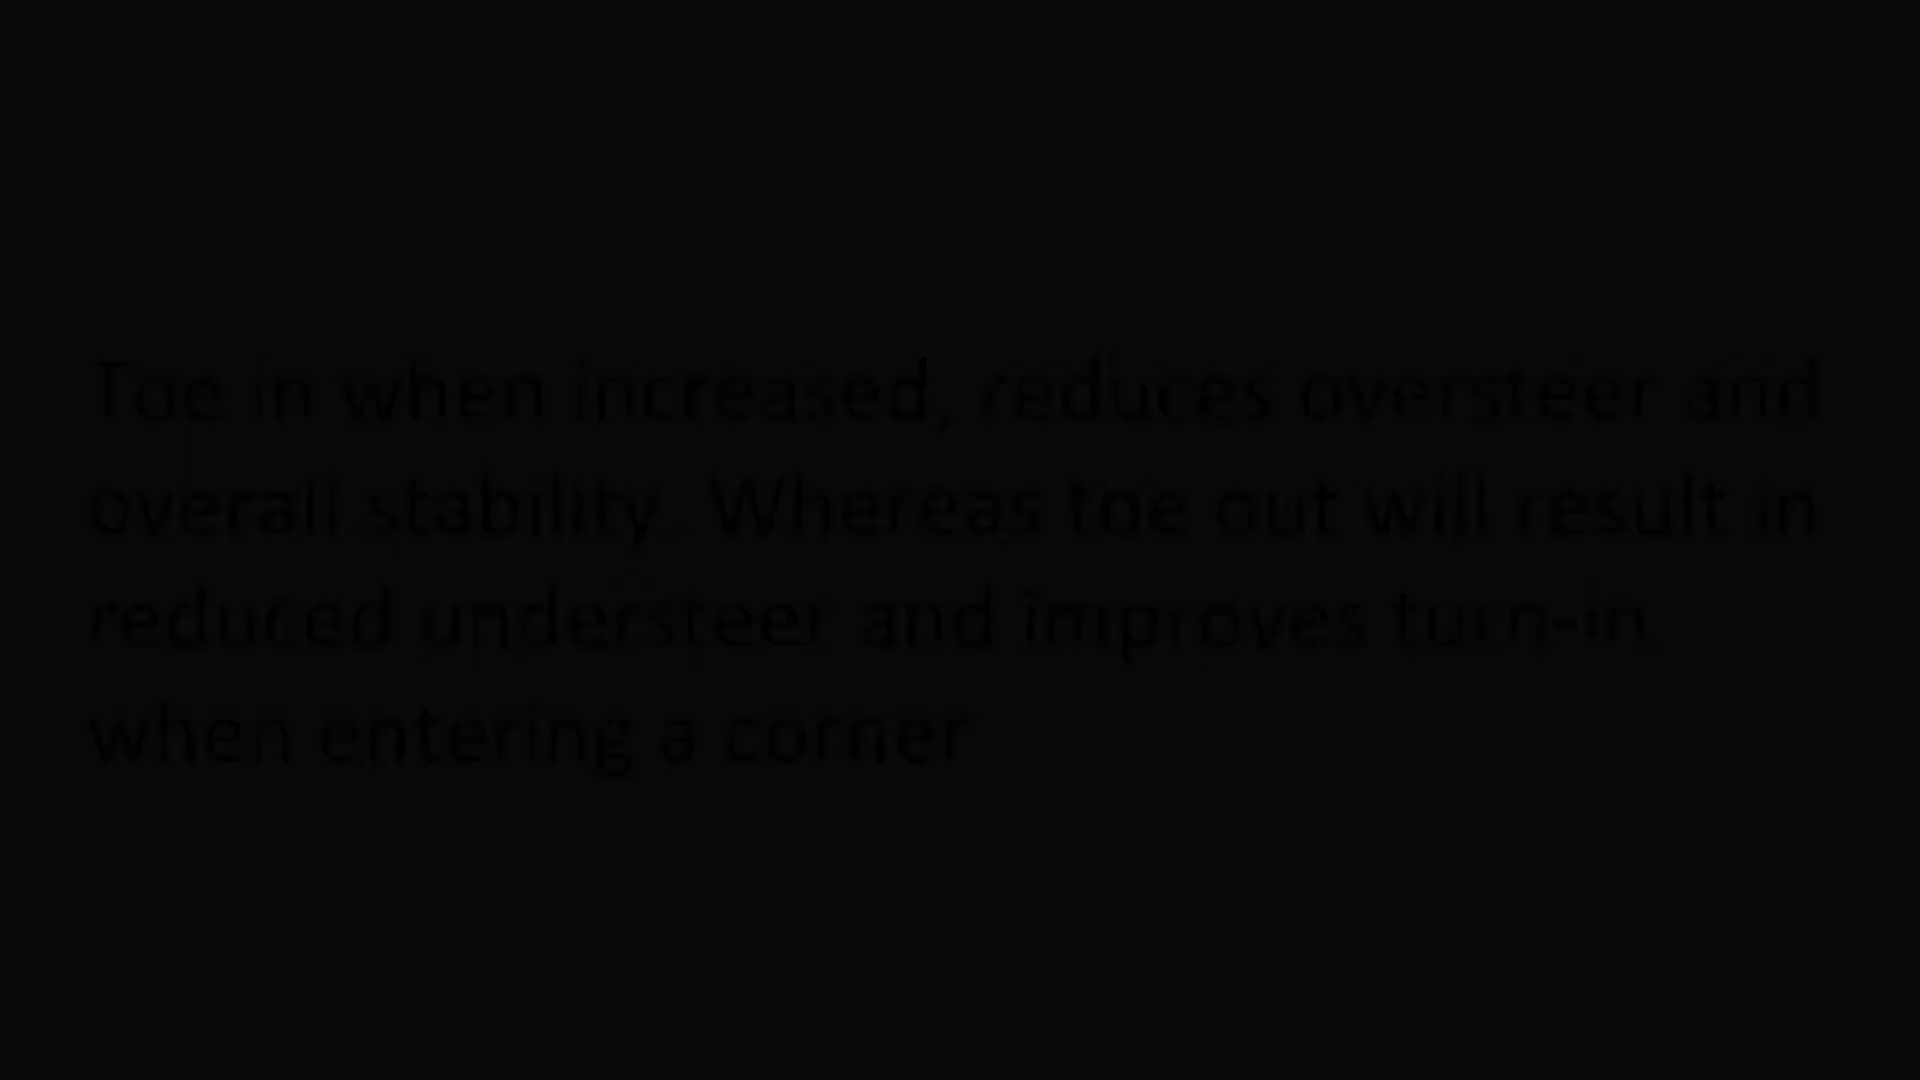 Toe in when increased, reduces oversteer and
overall stability. Whereas toe out will result in
reduced understeer and improves turn-in
when entering a corner